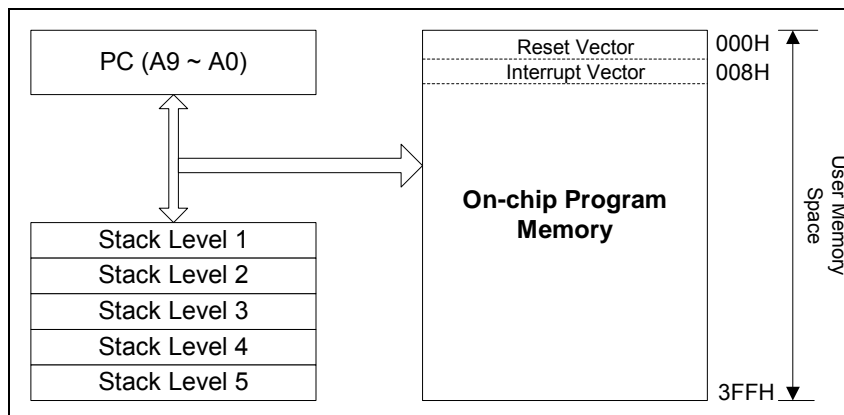 PC (A9 ~ A0)
Stack Level 1
Stack Level 2
Stack Level 3
Stack Level 4
Stack Level 5
Reset Vector
000H
Interrupt Vector
008H
On-chip Program
Memory
3FFH
User Memory
Space